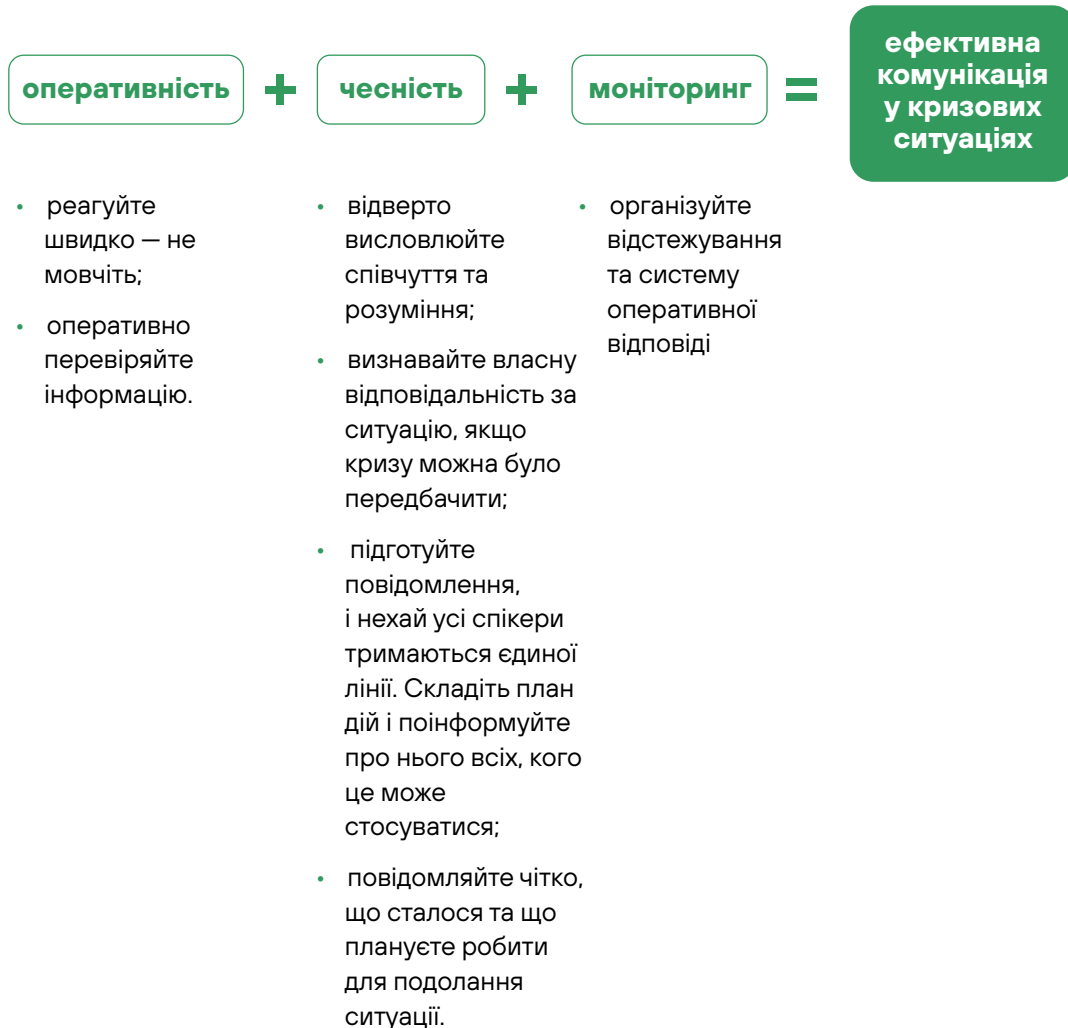 оперативність + чесність + моніторинг =
ефективна
комунікація
у кризових
ситуаціях
• реагуйте
швидко — не
мовчіть;
• оперативно
перевіряйте
інформацію.
• відверто
висловлюйте
співчуття та
розуміння;
• визнавайте власну
відповідальність за
ситуацію, якщо
кризу можна було
передбачити;
• підготуйте
повідомлення,
і нехай усі спікери
тримаються єдиної
лінії. Складіть план
дій і поінформуйте
про нього всіх, кого
це може
стосуватися;
• повідомляйте чітко,
що сталося та що
плануєте робити
для подолання
ситуації.
• організуйте
відстежування
та систему
оперативної
відповіді